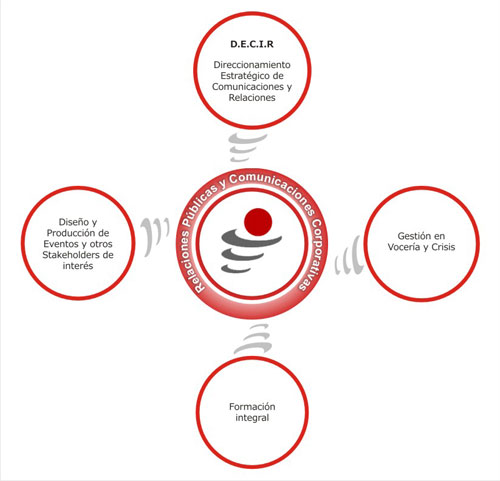 D.E.C.I.R
Direccionamiento
Estratégico de
Comunicaciones y
Relaciones
Relaciones Públicas y Comunicaciones Corporativas
Diseño y
Producción de
Eventos y otros
Stakeholders de
interés
Gestión en
Vocería y Crisis
Formación
integral